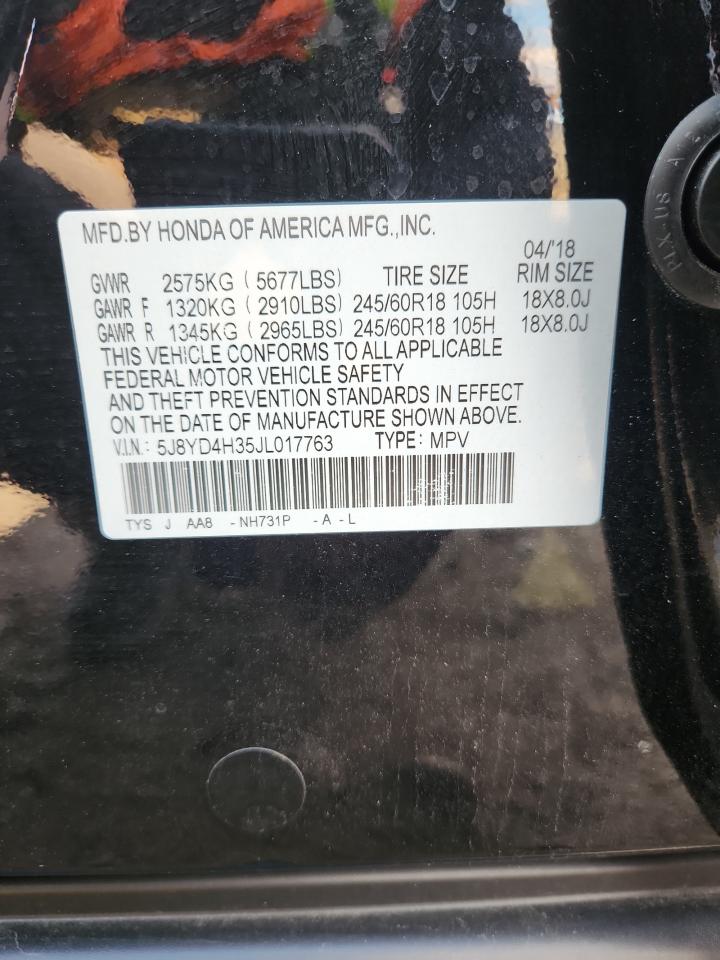 MFD.BY HONDA OF AMERICA MFG.,INC.
04/'18
GVWR 2575KG ( 5677LBS) TIRE SIZE RIM SIZE
GAWR F 1320KG ( 2910LBS) 245/60R18 105H 18X8.0J
GAWR R 1345KG ( 2965LBS) 245/60R18 105H 18X8.0J
THIS VEHICLE CONFORMS TO ALL APPLICABLE
FEDERAL MOTOR VEHICLE SAFETY
AND THEFT PREVENTION STANDARDS IN EFFECT
ON THE DATE OF MANUFACTURE SHOWN ABOVE.
V.I.N.: 5J8YD4H35JL017763 TYPE: MPV
TYS J AA8 -NH731P -A -L
PLX-US